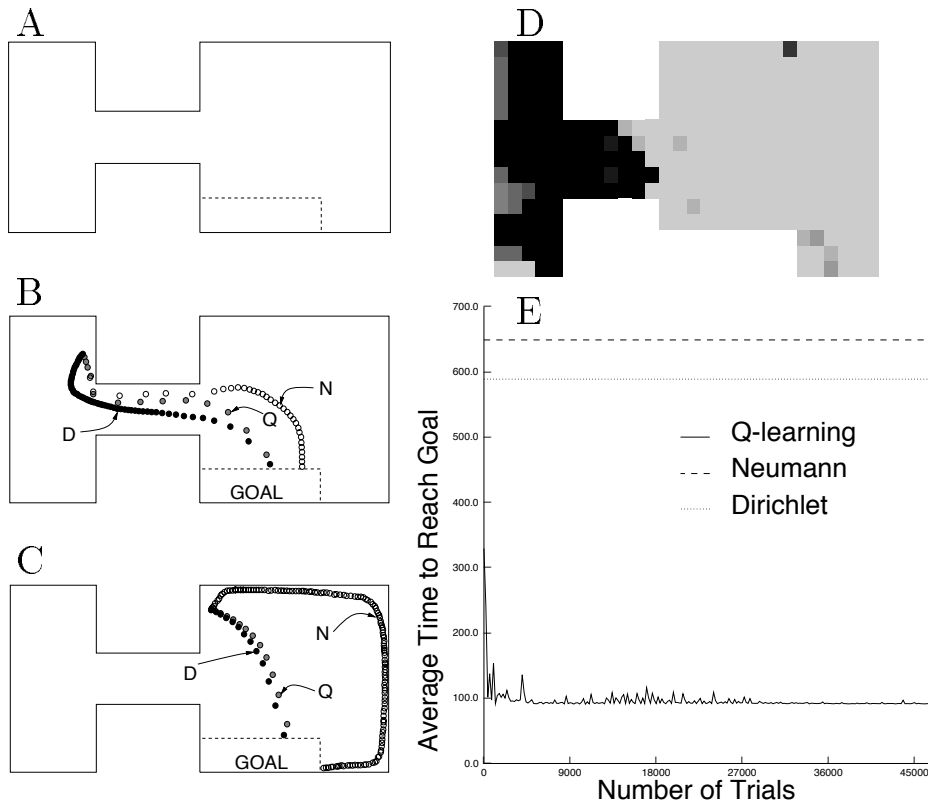 A
B
N
Q
D
GOAL
C
N
D
Q
GOAL
D
E
700.0
600.0
500.0
400.0
300.0
200.0
100.0
0.0
Average Time to Reach Goal
Q-learning
Neumann
Dirichlet
0
9000
18000
27000
36000
45000
Number of Trials